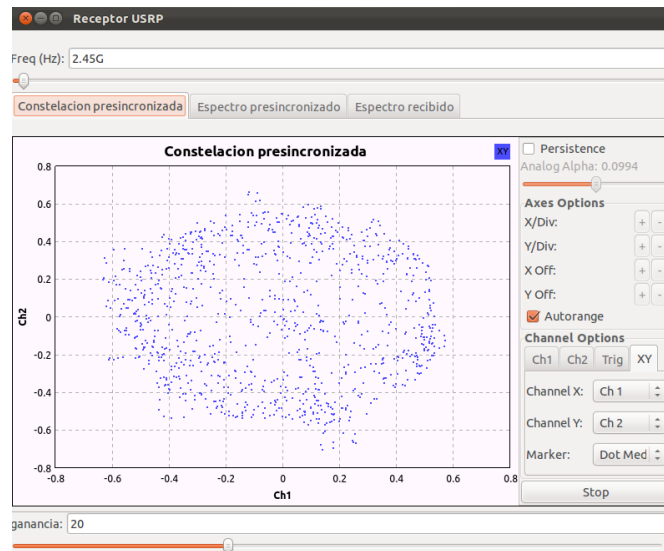 Receptor USRP
Freq (Hz): 2.45G
Constelacion presincronizada Espectro presincronizado Espectro recibido
Constelacion presincronizada
XY
Persistence
Analog Alpha: 0.0994
Axes Options
X/Div: + -
Y/Div: + -
X Off: + -
Y Off: + -
Autorange
Channel Options
Ch1 Ch2 Trig XY
Channel X: Ch 1
Channel Y: Ch 2
Marker: Dot Med
Stop
0.8
0.6
0.4
0.2
0
-0.2
-0.4
-0.6
-0.8
Ch2
-0.8 -0.6 -0.4 -0.2 0 0.2 0.4 0.6 0.8
Ch1
ganancia: 20